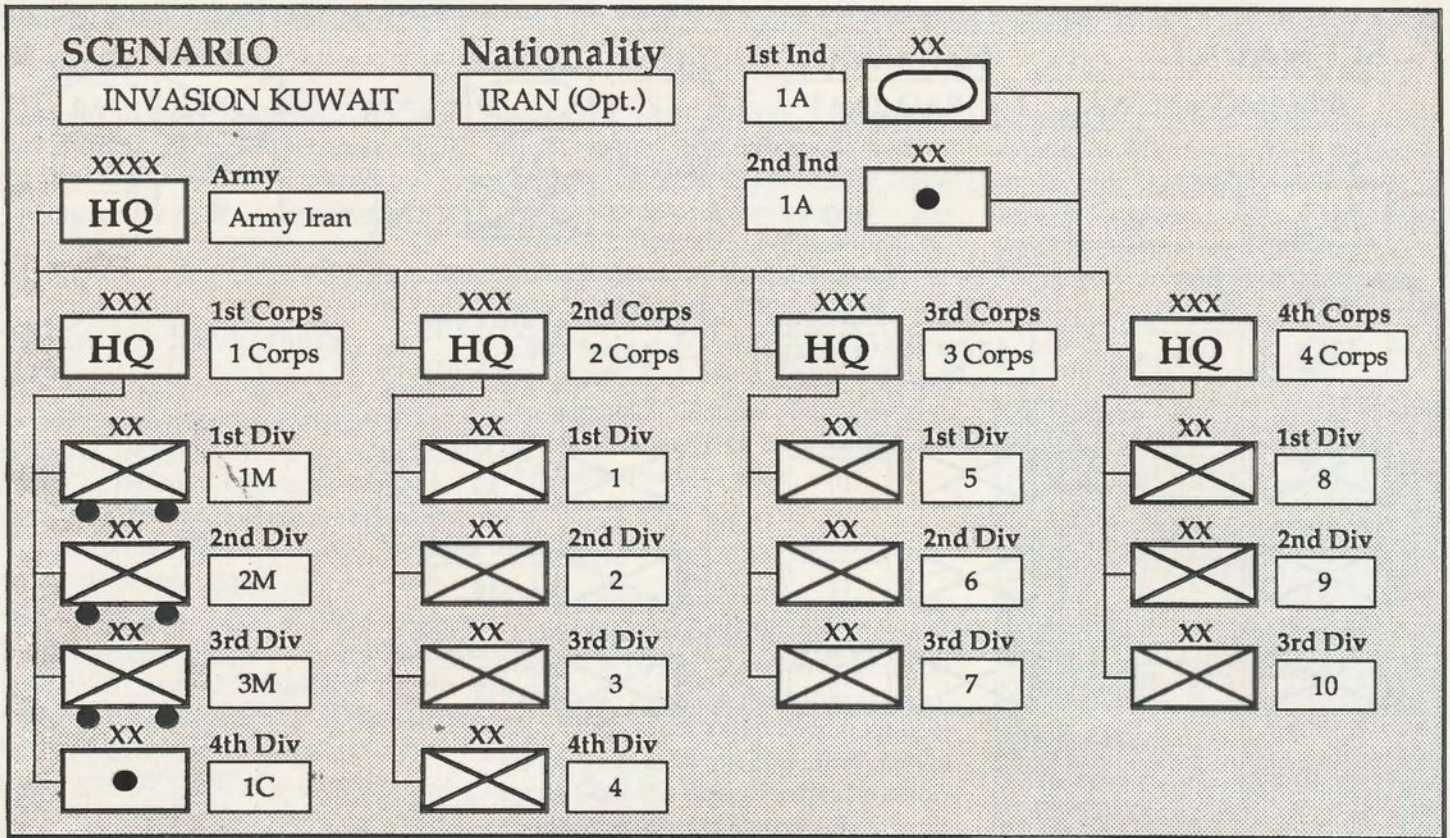 SCENARIO
INVASION KUWAIT
Nationality
IRAN (Opt.)
1st Ind
XX
1A
2nd Ind
XX
1A
XXXX
Army
HQ
Army Iran
XXX
1st Corps
HQ
1 Corps
XX
1st Div
1M
XX
2nd Div
2M
XX
3rd Div
3M
XX
4th Div
1C
XXX
2nd Corps
HQ
2 Corps
XX
1st Div
1
XX
2nd Div
2
XX
3rd Div
3
XX
4th Div
4
XXX
3rd Corps
HQ
3 Corps
XX
1st Div
5
XX
2nd Div
6
XX
3rd Div
7
XXX
4th Corps
HQ
4 Corps
XX
1st Div
8
XX
2nd Div
9
XX
3rd Div
10